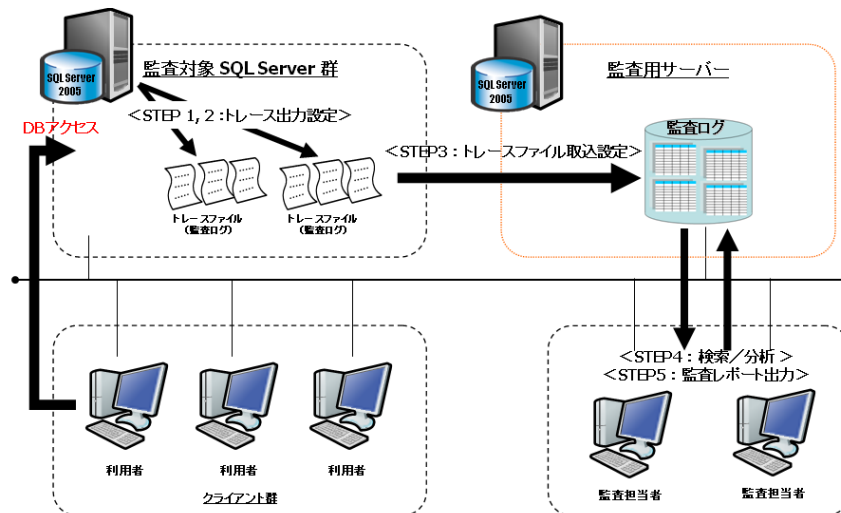 監査対象 SQL Server 群
SQL Server
2005
DBアクセス
<STEP 1, 2:トレース出力設定>
トレースファイル
(監査ログ)
トレースファイル
(監査ログ)
監査用サーバー
SQL Server
2005
監査ログ
<STEP3:トレースファイル取込設定>
<STEP4:検索/分析 >
<STEP5:監査レポート出力>
利用者
利用者
利用者
クライアント群
監査担当者
監査担当者